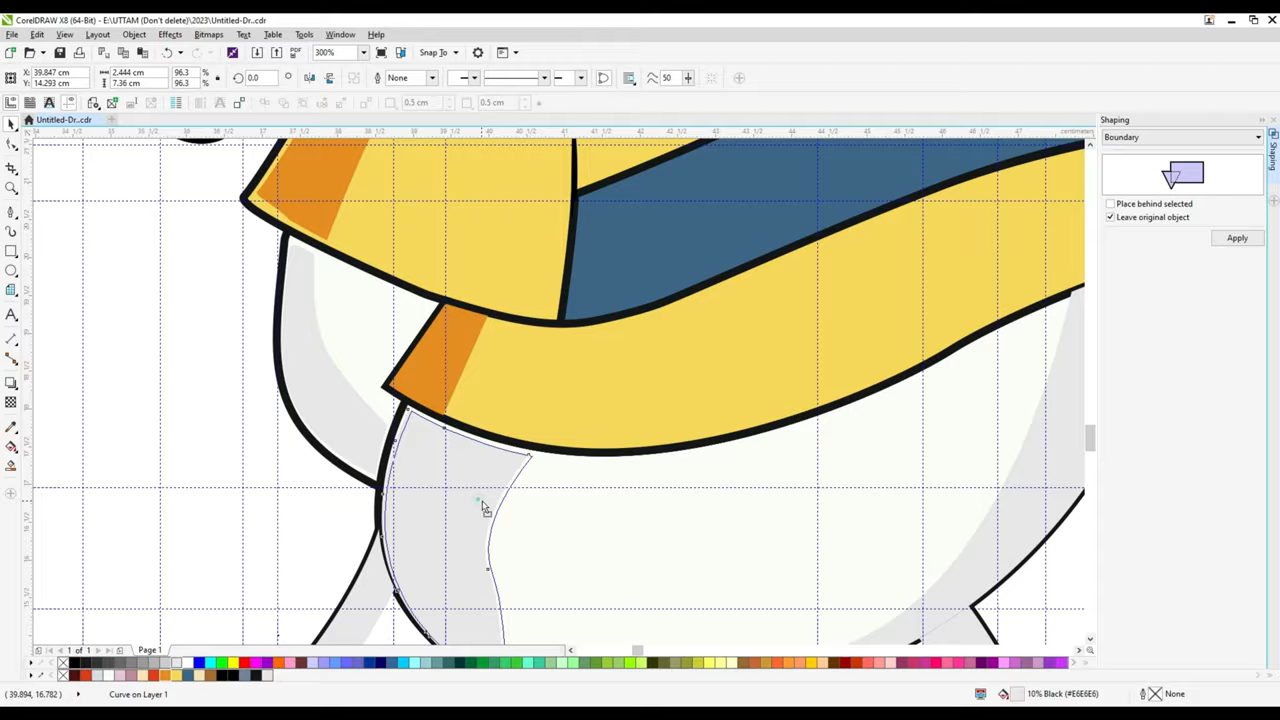 CorelDRAW X8 (64-Bit) - E:\UTTAM (Don't delete)\2023\Untitled-Dr..cdr
File Edit View Layout Object Effects Bitmaps Text Table Tools Window Help
PDF 300% Snap To
X: 39.847 cm 2.444 cm 96.3 % 0.0 None 50
Y: 14.293 cm 7.36 cm 96.3 %
0.5 cm 0.5 cm
Untitled-Dr..cdr
centimeters
Shaping
Boundary
Place behind selected
Leave original object
Apply
Shaping
1 of 1 Page 1
(39.894, 16.782) Curve on Layer 1 10% Black (#E6E6E6) None